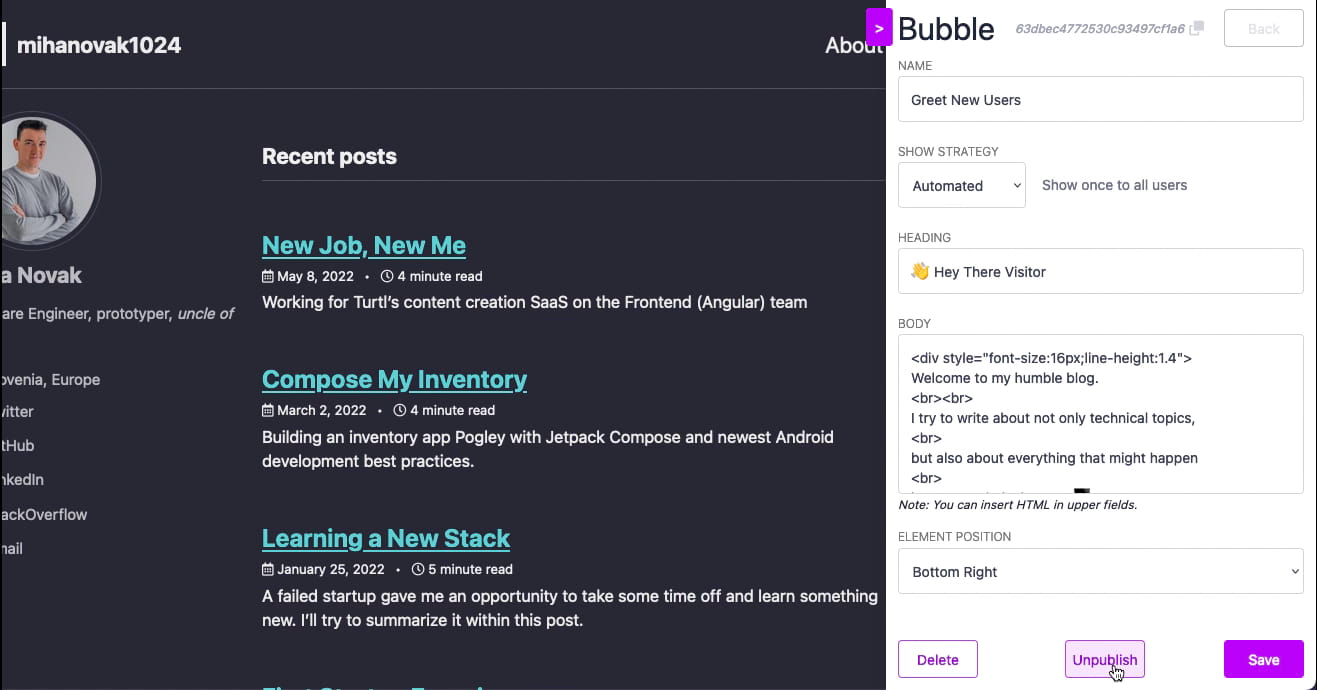 mihanovak1024
About
a Novak
are Engineer, prototyper, uncle of
ovenia, Europe
vitter
tHub
nkedIn
ackOverflow
nail
Recent posts
New Job, New Me
May 8, 2022 • 4 minute read
Working for Turtl's content creation SaaS on the Frontend (Angular) team
Compose My Inventory
March 2, 2022 • 4 minute read
Building an inventory app Pogley with Jetpack Compose and newest Android
development best practices.
Learning a New Stack
January 25, 2022 • 5 minute read
A failed startup gave me an opportunity to take some time off and learn something
new. I'll try to summarize it within this post.
>
Bubble
63dbec4772530c93497cf1a6
Back
NAME
Greet New Users
SHOW STRATEGY
Automated
Show once to all users
HEADING
👋 Hey There Visitor
BODY
<div style="font-size:16px;line-height:1.4">
Welcome to my humble blog.
<br><br>
I try to write about not only technical topics,
<br>
but also about everything that might happen
<br>
Note: You can insert HTML in upper fields.
ELEMENT POSITION
Bottom Right
Delete
Unpublish
Save